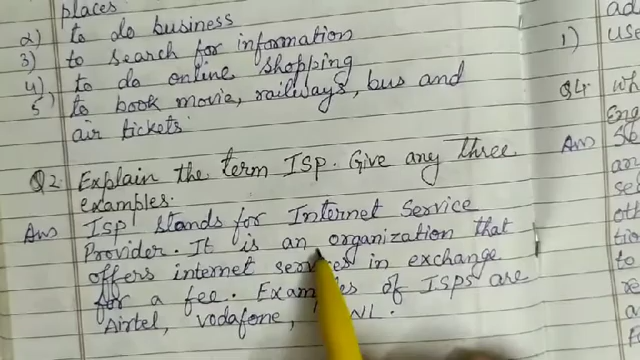 places
2) to do business
3) to search for information
4) to do online shopping
5) to book movie, railways, bus and
air tickets
Q2. Explain the term ISP. Give any three
examples.
Ans ISP stands for Internet Service
Provider. It is an organization that
offers internet services in exchange
for a fee. Examples of ISPs are
Airtel, Vodafone,
1)
Q4.
Ans